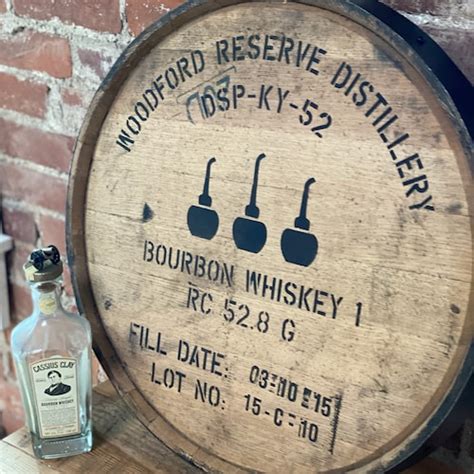 WOODFORD RESERVE DISTILLERY
DSP-KY-52
BOURBON WHISKEY 1
RC 52.8 G
FILL DATE: 03 10 15
LOT NO: 15-C-10
CASSIUS CLAY
BOURBON WHISKEY